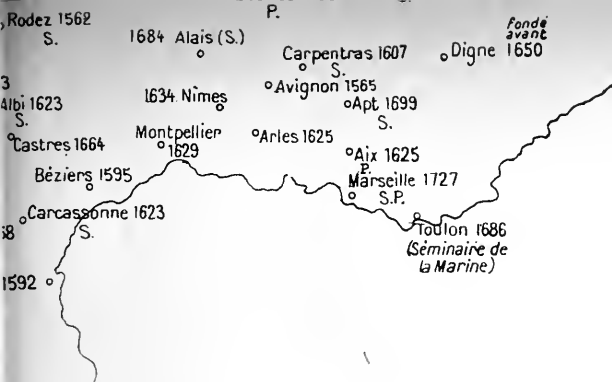 P.
Rodez 1562
S.
1684 Alais (S.)
Carpentras 1607
S.
Digne 1650
Fondé
avant
3
Albi 1623
S.
1634 Nîmes
Avignon 1565
Apt 1699
S.
Castres 1664
Montpellier
1629
Arles 1625
Aix 1625
P.
Béziers 1595
Marseille 1727
S.P.
Carcassonne 1623
S.
58
Toulon 1686
(Séminaire de
la Marine)
1592